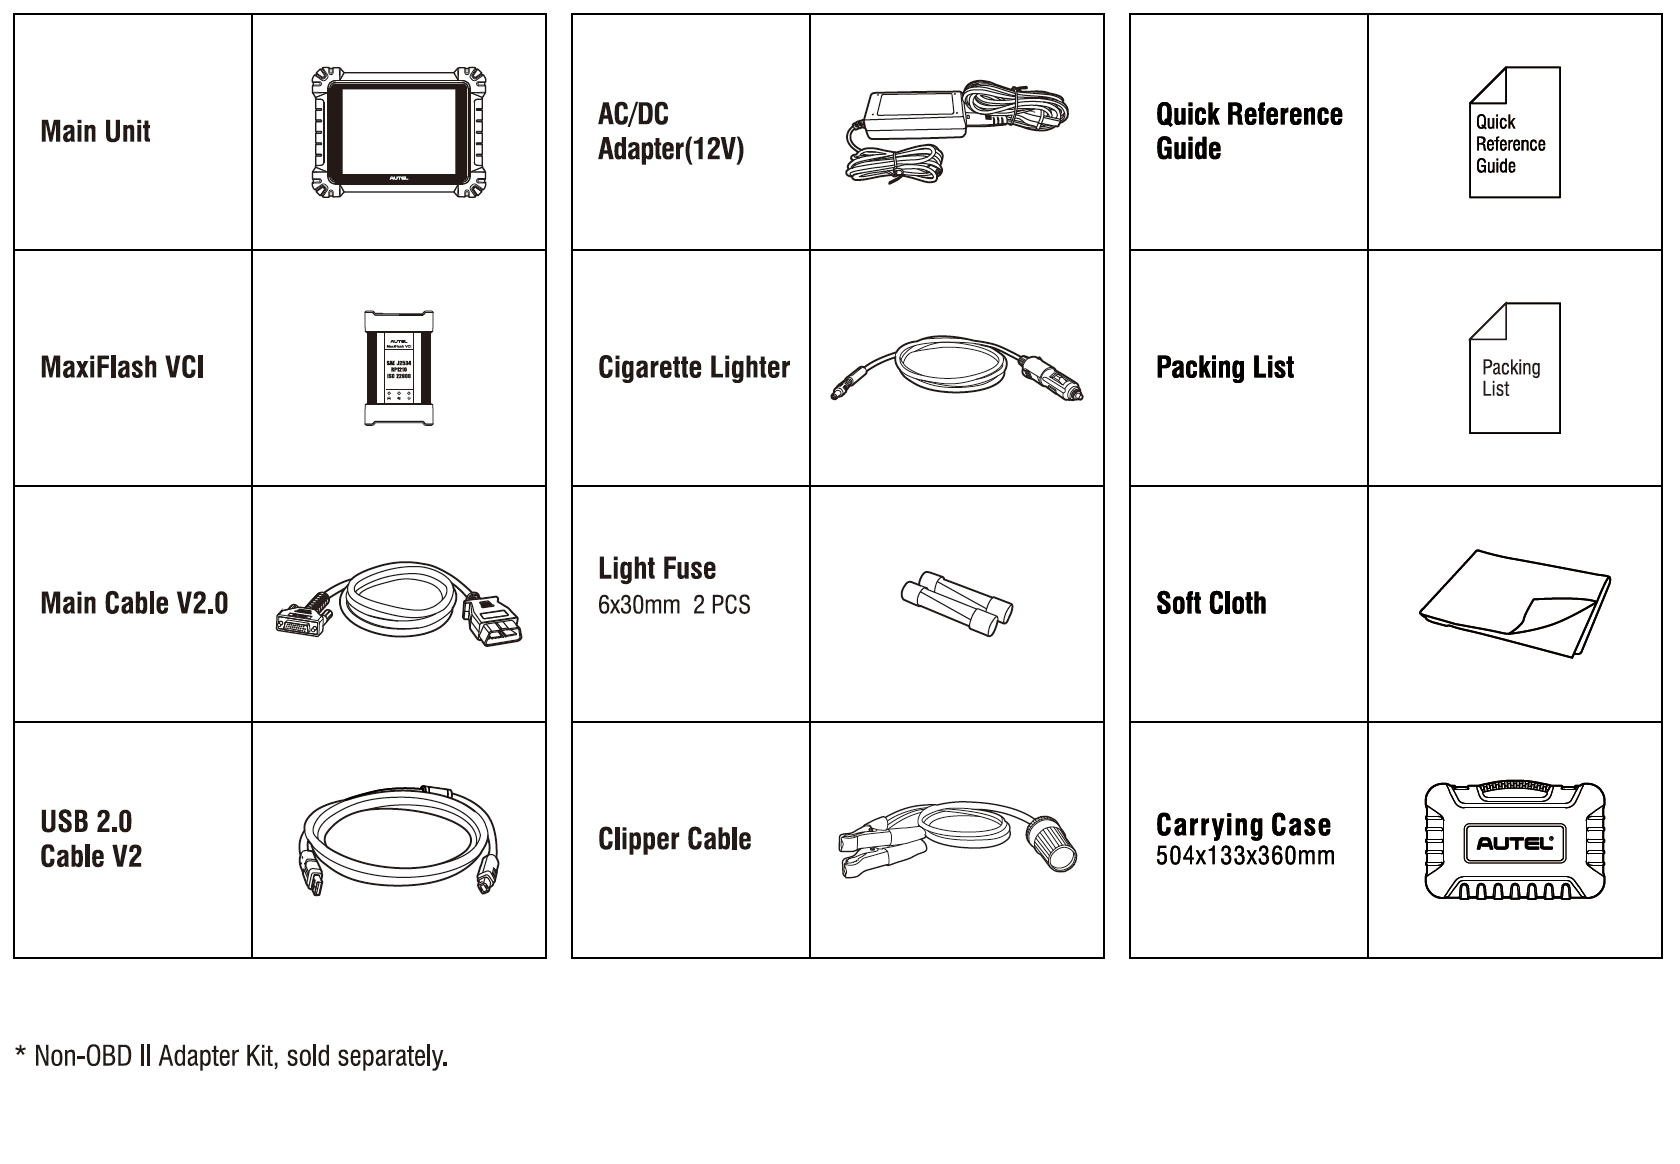 Main Unit
AUTEL
MaxiFlash VCI
AUTEL
MaxiFlash VCI
SAE J2534
RP1210
ISO 22900
Main Cable V2.0
USB 2.0
Cable V2
AC/DC
Adapter(12V)
Cigarette Lighter
Light Fuse
6x30mm 2 PCS
Clipper Cable
Quick Reference
Guide
Quick
Reference
Guide
Packing List
Packing
List
Soft Cloth
Carrying Case
504x133x360mm
AUTEL®
* Non-OBD II Adapter Kit, sold separately.